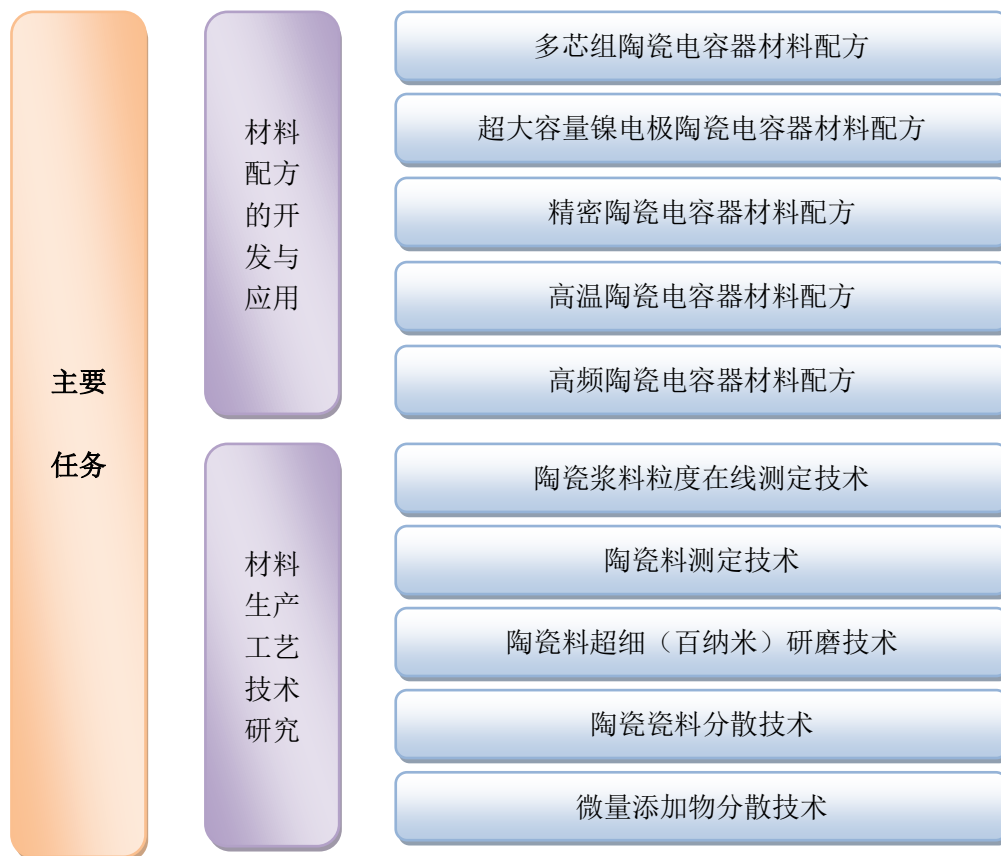 主要
任务
材料
配方
的开
发与
应用
多芯组陶瓷电容器材料配方
超大容量镍电极陶瓷电容器材料配方
精密陶瓷电容器材料配方
高温陶瓷电容器材料配方
高频陶瓷电容器材料配方
材料
生产
工艺
技术
研究
陶瓷浆料粒度在线测定技术
陶瓷料测定技术
陶瓷料超细（百纳米）研磨技术
陶瓷瓷料分散技术
微量添加物分散技术